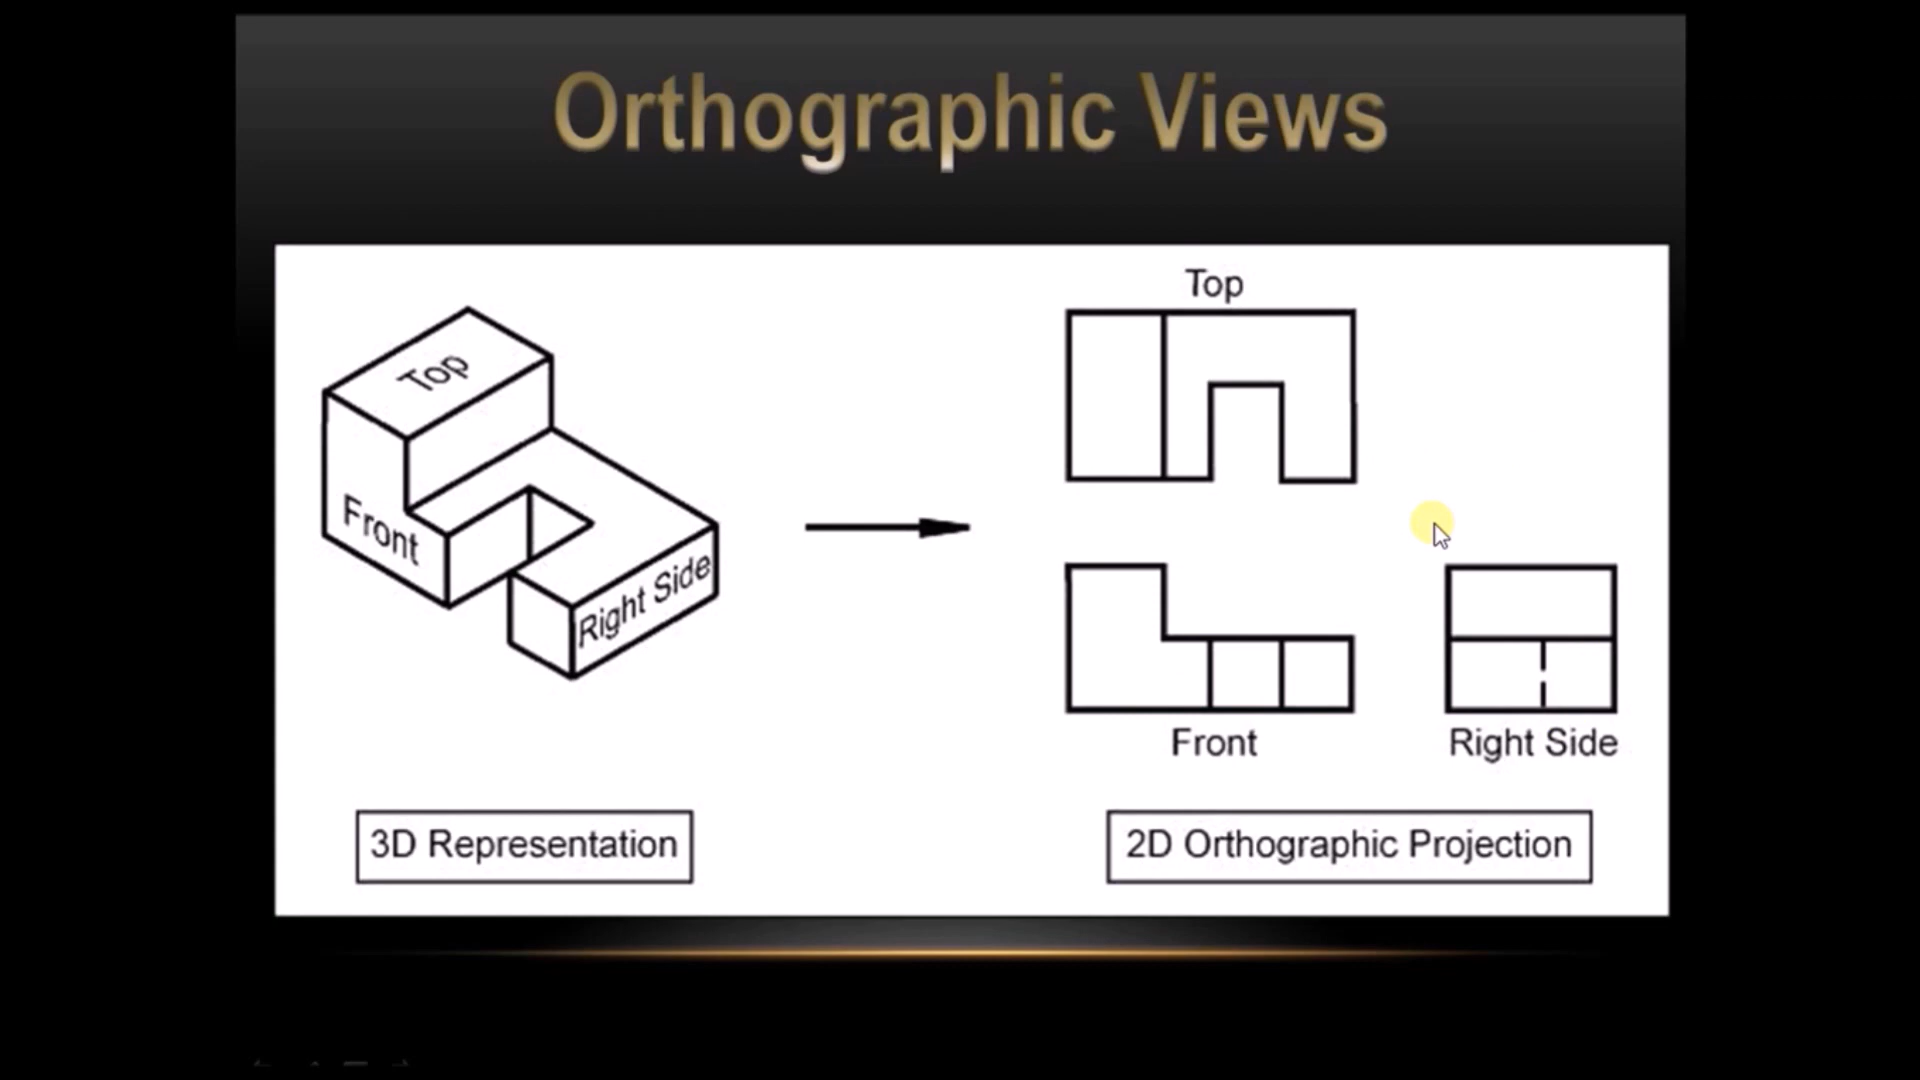 Orthographic Views
Top
Front
Right Side
3D Representation
Top
Front
Right Side
2D Orthographic Projection